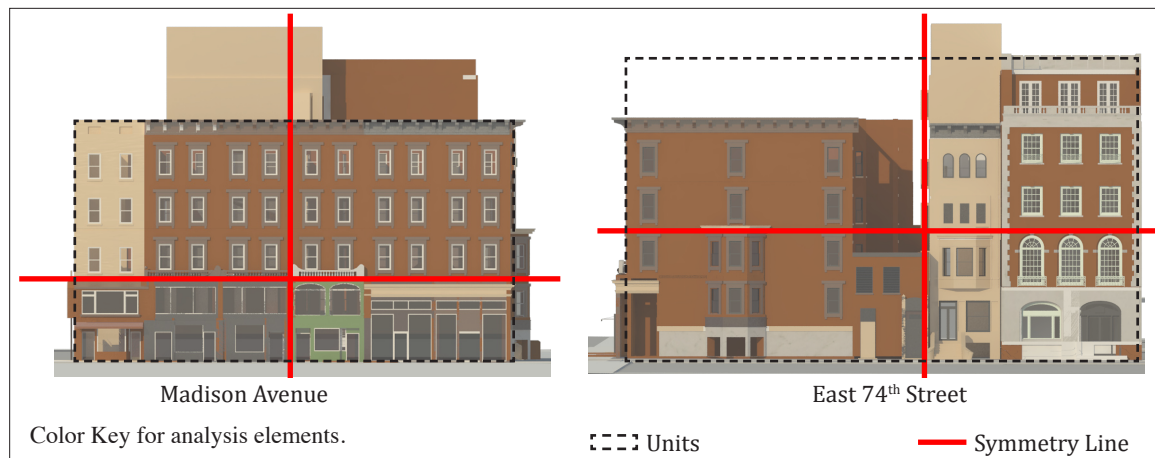 Madison Avenue
East 74th Street
Color Key for analysis elements.
Units
Symmetry Line